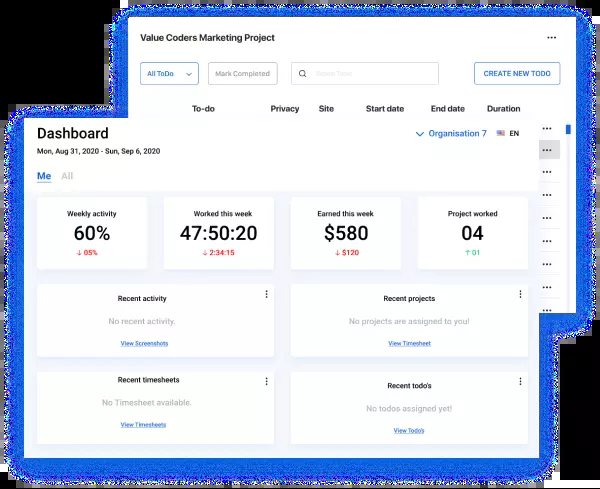 Value Coders Marketing Project
All ToDo
Mark Completed
CREATE NEW TODO
To-do Privacy Site Start date End date Duration
Dashboard
Mon, Aug 31, 2020 - Sun, Sep 6, 2020
Organisation 7 EN
Me All
Weekly activity
60%
↓ 05%
Worked this week
47:50:20
↓ 2:34:15
Earned this week
$580
↓ $120
Project worked
04
↑ 01
Recent activity
No recent activity.
View Screenshots
Recent projects
No projects are assigned to you!
View Timesheet
Recent timesheets
No Timesheet available.
View Timesheets
Recent todo's
No todos assigned yet!
View Todo's